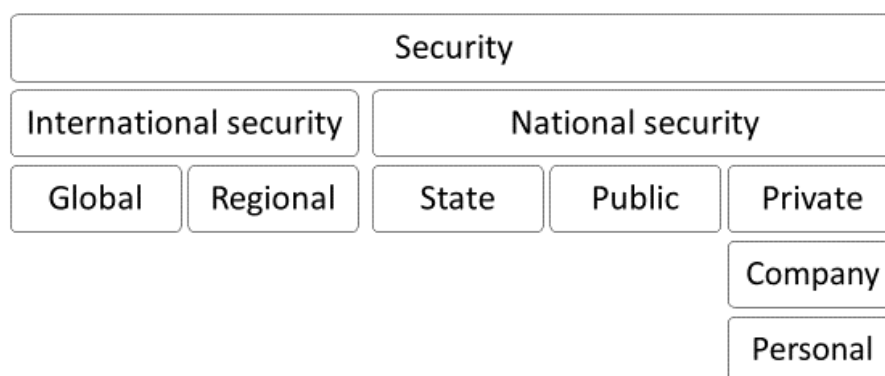 Security
International security National security
Global Regional State Public Private
Company
Personal